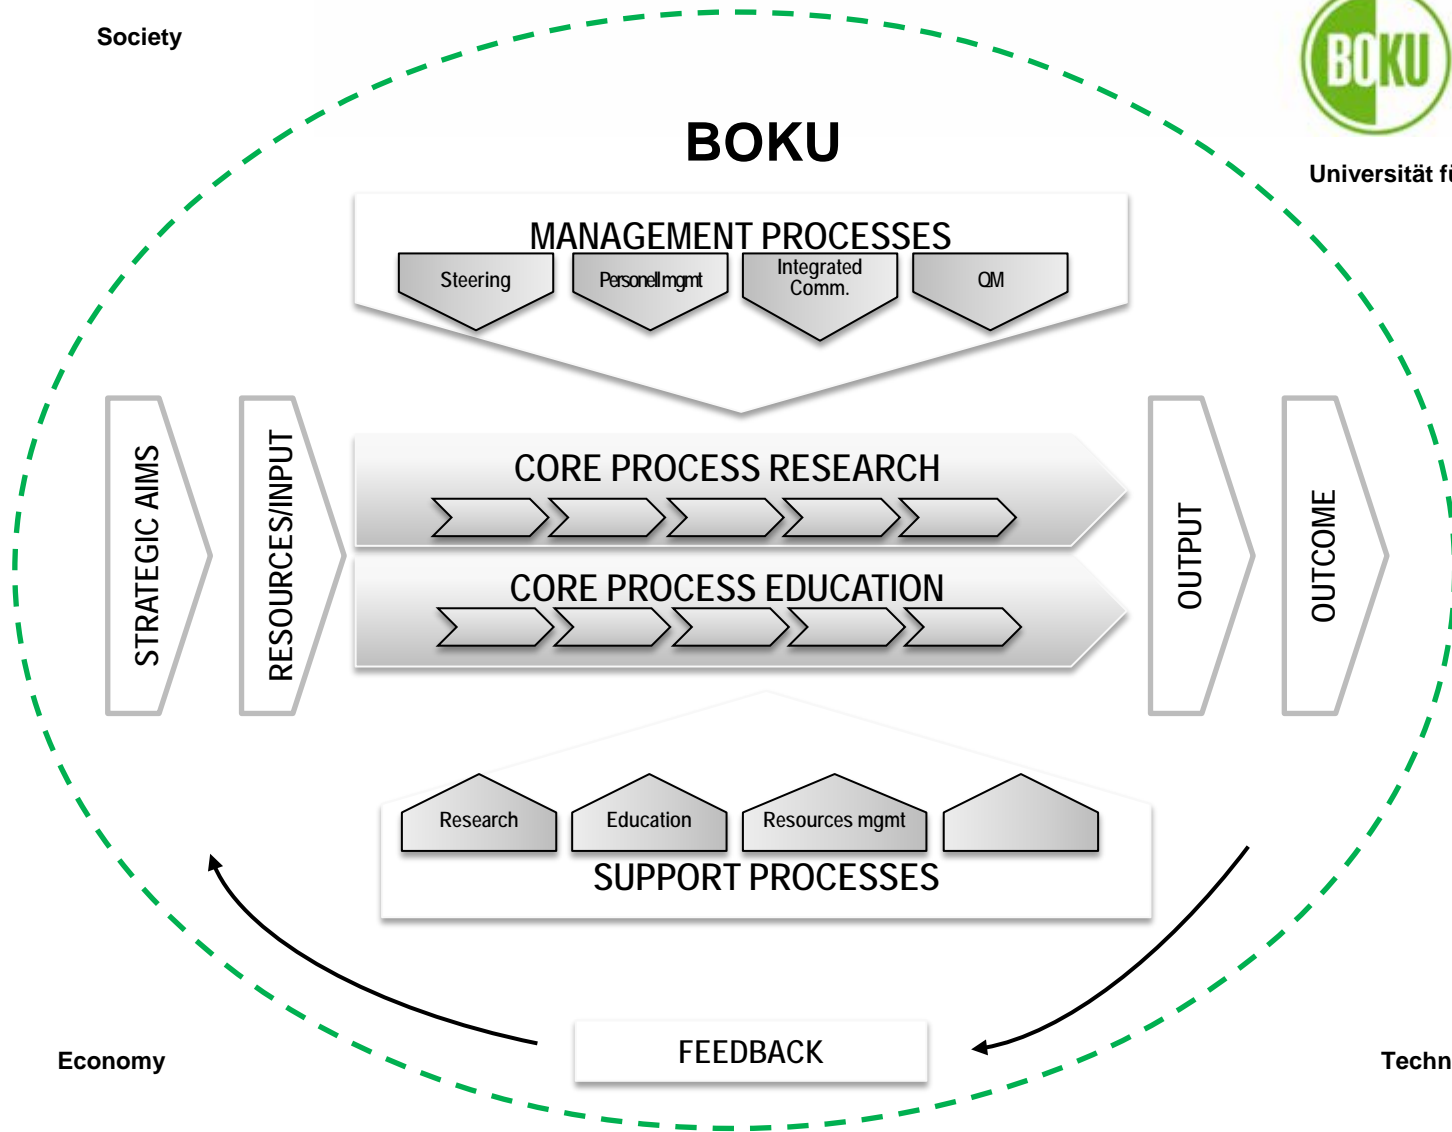 Society
BOKU
BOKU
Universität
MANAGEMENT PROCESSES
Steering
Personell mgmt
Integrated
Comm.
QM
STRATEGIC AIMS
RESOURCES/INPUT
CORE PROCESS RESEARCH
CORE PROCESS EDUCATION
OUTPUT
OUTCOME
Research
Education
Resources mgmt
SUPPORT PROCESSES
FEEDBACK
Economy
Techn